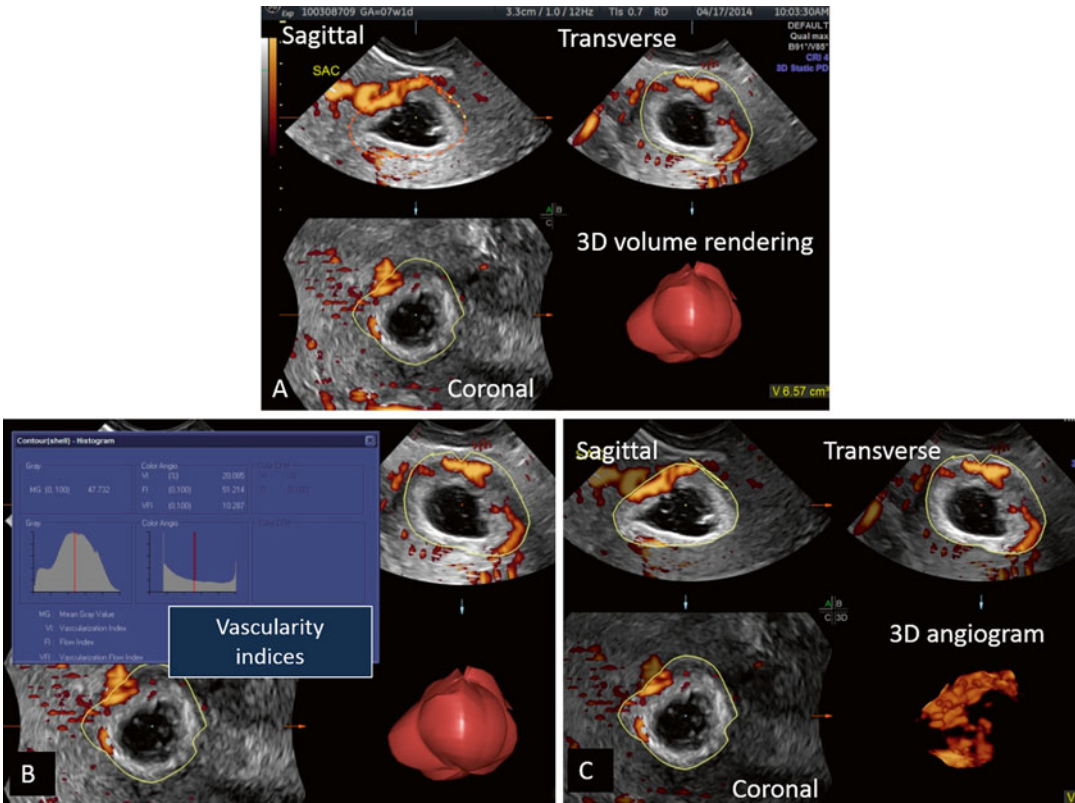 Exp 100308709 GA=07w1d 3.3cm / 1.0 / 12Hz TIs 0.7 RD 04/17/2014 10:03:30AM
DEFAULT
Qual max
B91°/V85°
CRI 4
3D Static PD
Sagittal
Transverse
SAC
A B
C
3D volume rendering
A
Coronal
V 6.57 cm³
Contour(shell) - Histogram
Gray
MG (0, 100) 47.732
Color Angio
VI (%) 20.085
FI (0,100) 51.214
VFI (0,100) 10.287
Gray
Color Angio
MG : Mean Gray Value
VI : Vascularization Index
FI : Flow Index
VFI : Vascularization Flow Index
Vascularity
indices
B
Sagittal
Transverse
A B
C 3D
3D angiogram
C
Coronal
V